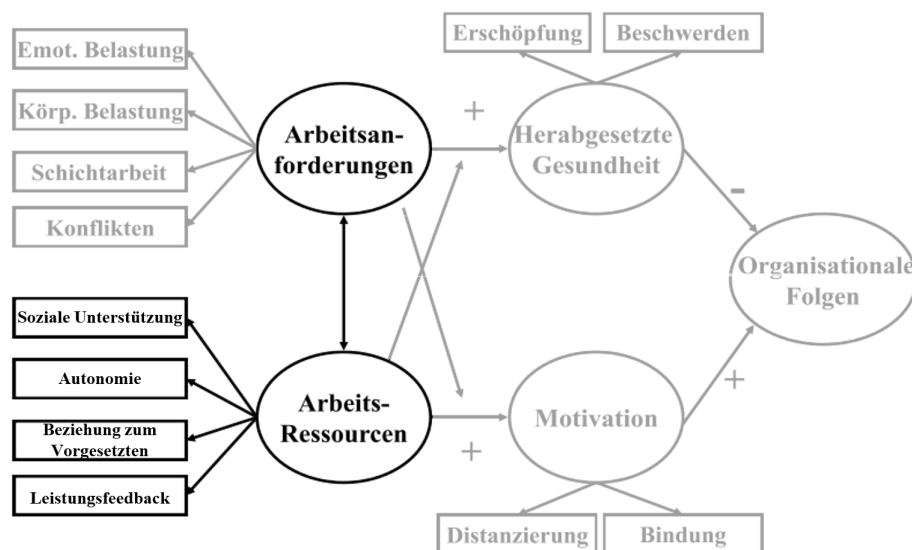 Erschöpfung
Beschwerden
Emot. Belastung
Körp. Belastung
Schichtarbeit
Konflikten
Arbeitsan-
forderungen
+
Herabgesetzte
Gesundheit
-
Organisationale
Folgen
Soziale Unterstützung
Autonomie
Beziehung zum
Vorgesetzten
Leistungsfeedback
Arbeits-
Ressourcen
+
Motivation
+
Distanzierung
Bindung